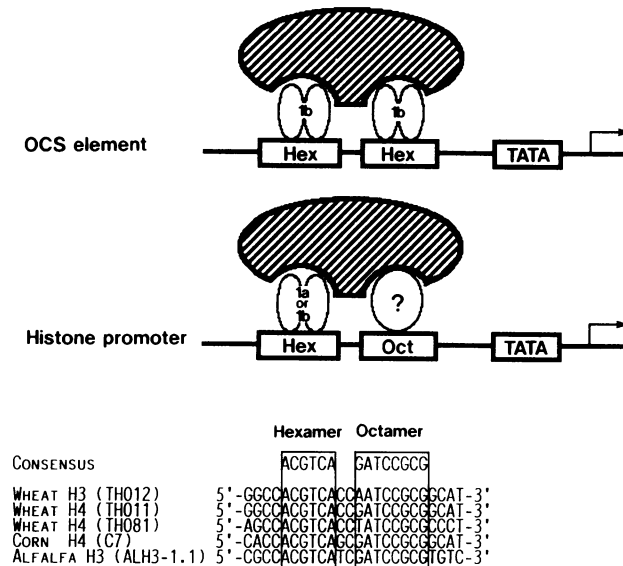 1b 1b
OCS element
Hex Hex TATA
1a
or
1b
?
Histone promoter
Hex Oct TATA
Hexamer Octamer
CONSENSUS ACGTCA GATCCGCG
WHEAT H3 (TH012) 5'-GGCCACGTCACCAATCCGCGGCAT-3'
WHEAT H4 (TH011) 5'-GGCCACGTCACCGATCCGCGGCAT-3'
WHEAT H4 (TH081) 5'-AGCCACGTCACCTATCCGCGCCCT-3'
CORN H4 (C7) 5'-CACCACGTCAGCGATCCGCGGCAT-3'
ALFALFA H3 (ALH3-1.1) 5'-CGCCACGTCATCGATCCGCGTGTC-3'